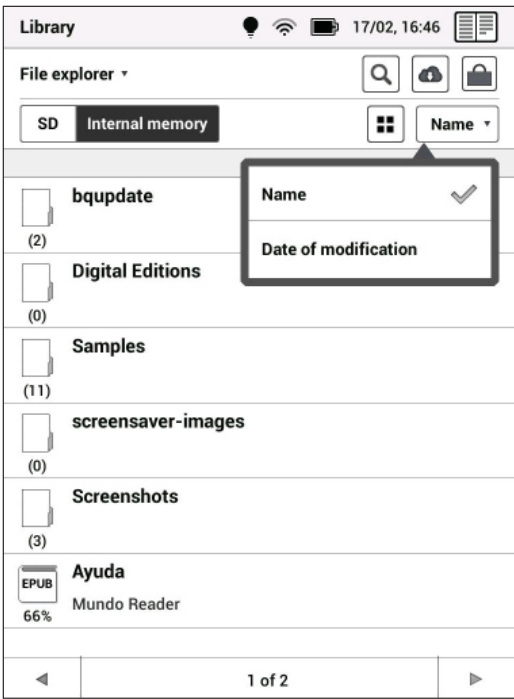 Library 17/02, 16:46
File explorer
SD Internal memory Name
Name
Date of modification
bqupdate
(2)
Digital Editions
(0)
Samples
(11)
screensaver-images
(0)
Screenshots
(3)
Ayuda
EPUB
Mundo Reader
66%
1 of 2